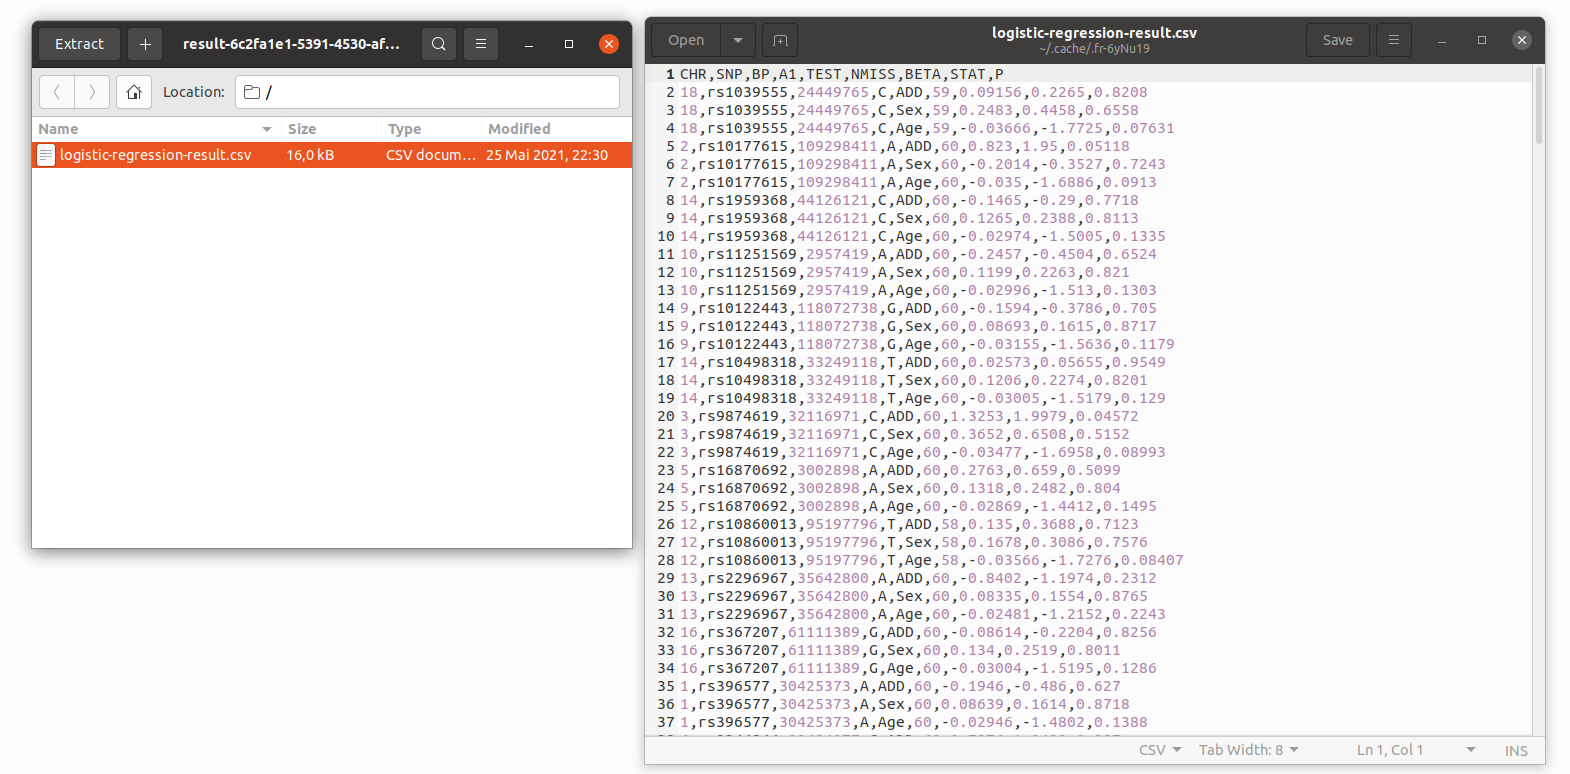 Extract
+
result-6c2fa1e1-5391-4530-af...
Location:
/
Name Size Type Modified
logistic-regression-result.csv 16,0 kB CSV docum... 25 Mai 2021, 22:30
Open
logistic-regression-result.csv
~/.cache/.fr-6yNu19
Save
1 CHR,SNP,BP,A1,TEST,NMISS,BETA,STAT,P
2 18,rs1039555,24449765,C,ADD,59,0.09156,0.2265,0.8208
3 18,rs1039555,24449765,C,Sex,59,0.2483,0.4458,0.6558
4 18,rs1039555,24449765,C,Age,59,-0.03666,-1.7725,0.07631
5 2,rs10177615,109298411,A,ADD,60,0.823,1.95,0.05118
6 2,rs10177615,109298411,A,Sex,60,-0.2014,-0.3527,0.7243
7 2,rs10177615,109298411,A,Age,60,-0.035,-1.6886,0.0913
8 14,rs1959368,44126121,C,ADD,60,-0.1465,-0.29,0.7718
9 14,rs1959368,44126121,C,Sex,60,0.1265,0.2388,0.8113
10 14,rs1959368,44126121,C,Age,60,-0.02974,-1.5005,0.1335
11 10,rs11251569,2957419,A,ADD,60,-0.2457,-0.4504,0.6524
12 10,rs11251569,2957419,A,Sex,60,0.1199,0.2263,0.821
13 10,rs11251569,2957419,A,Age,60,-0.02996,-1.513,0.1303
14 9,rs10122443,118072738,G,ADD,60,-0.1594,-0.3786,0.705
15 9,rs10122443,118072738,G,Sex,60,0.08693,0.1615,0.8717
16 9,rs10122443,118072738,G,Age,60,-0.03155,-1.5636,0.1179
17 14,rs10498318,33249118,T,ADD,60,0.02573,0.05655,0.9549
18 14,rs10498318,33249118,T,Sex,60,0.1206,0.2274,0.8201
19 14,rs10498318,33249118,T,Age,60,-0.03005,-1.5179,0.129
20 3,rs9874619,32116971,C,ADD,60,1.3253,1.9979,0.04572
21 3,rs9874619,32116971,C,Sex,60,0.3652,0.6508,0.5152
22 3,rs9874619,32116971,C,Age,60,-0.03477,-1.6958,0.08993
23 5,rs16870692,3002898,A,ADD,60,0.2763,0.659,0.5099
24 5,rs16870692,3002898,A,Sex,60,0.1318,0.2482,0.804
25 5,rs16870692,3002898,A,Age,60,-0.02869,-1.4412,0.1495
26 12,rs10860013,95197796,T,ADD,58,0.135,0.3688,0.7123
27 12,rs10860013,95197796,T,Sex,58,0.1678,0.3086,0.7576
28 12,rs10860013,95197796,T,Age,58,-0.03566,-1.7276,0.08407
29 13,rs2296967,35642800,A,ADD,60,-0.8402,-1.1974,0.2312
30 13,rs2296967,35642800,A,Sex,60,0.08335,0.1554,0.8765
31 13,rs2296967,35642800,A,Age,60,-0.02481,-1.2152,0.2243
32 16,rs367207,61111389,G,ADD,60,-0.08614,-0.2204,0.8256
33 16,rs367207,61111389,G,Sex,60,0.134,0.2519,0.8011
34 16,rs367207,61111389,G,Age,60,-0.03004,-1.5195,0.1286
35 1,rs396577,30425373,A,ADD,60,-0.1946,-0.486,0.627
36 1,rs396577,30425373,A,Sex,60,0.08639,0.1614,0.8718
37 1,rs396577,30425373,A,Age,60,-0.02946,-1.4802,0.1388
CSV Tab Width: 8 Ln 1, Col 1 INS